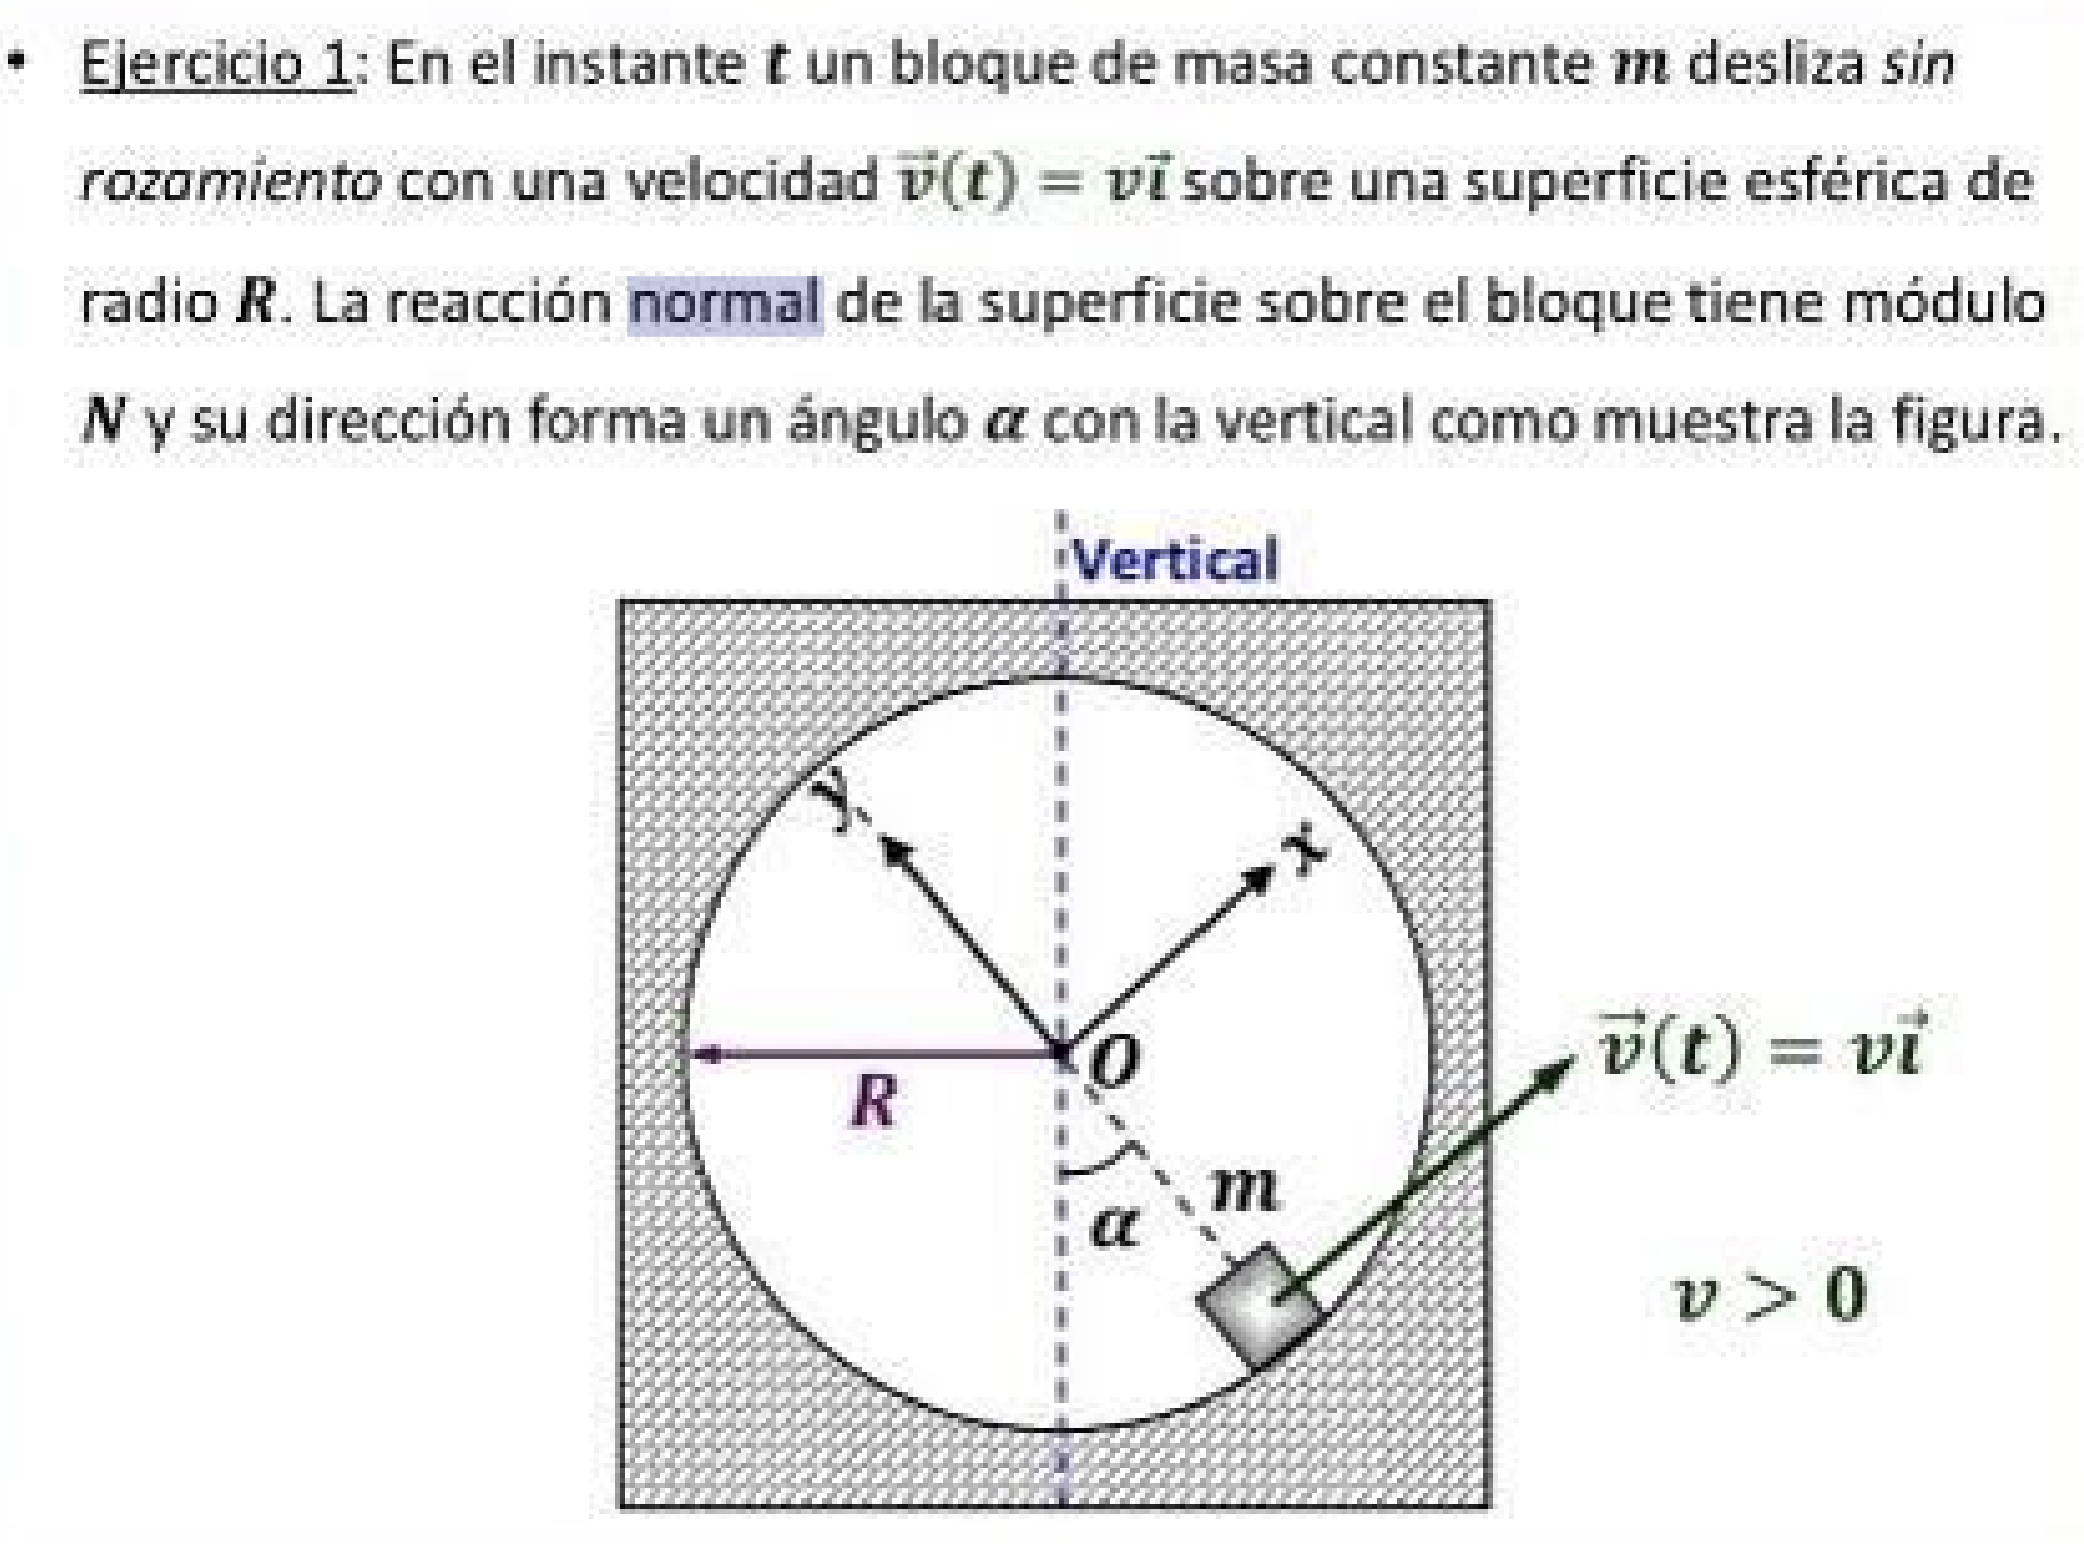 • Ejercicio 1: En el instante t un bloque de masa constante m desliza sin
rozamiento con una velocidad v⃗(t) = vi⃗ sobre una superficie esférica de
radio R. La reacción normal de la superficie sobre el bloque tiene módulo
N y su dirección forma un ángulo α con la vertical como muestra la figura.
Vertical
y
x
O
R
v⃗(t) = vi⃗
m
α
v > 0